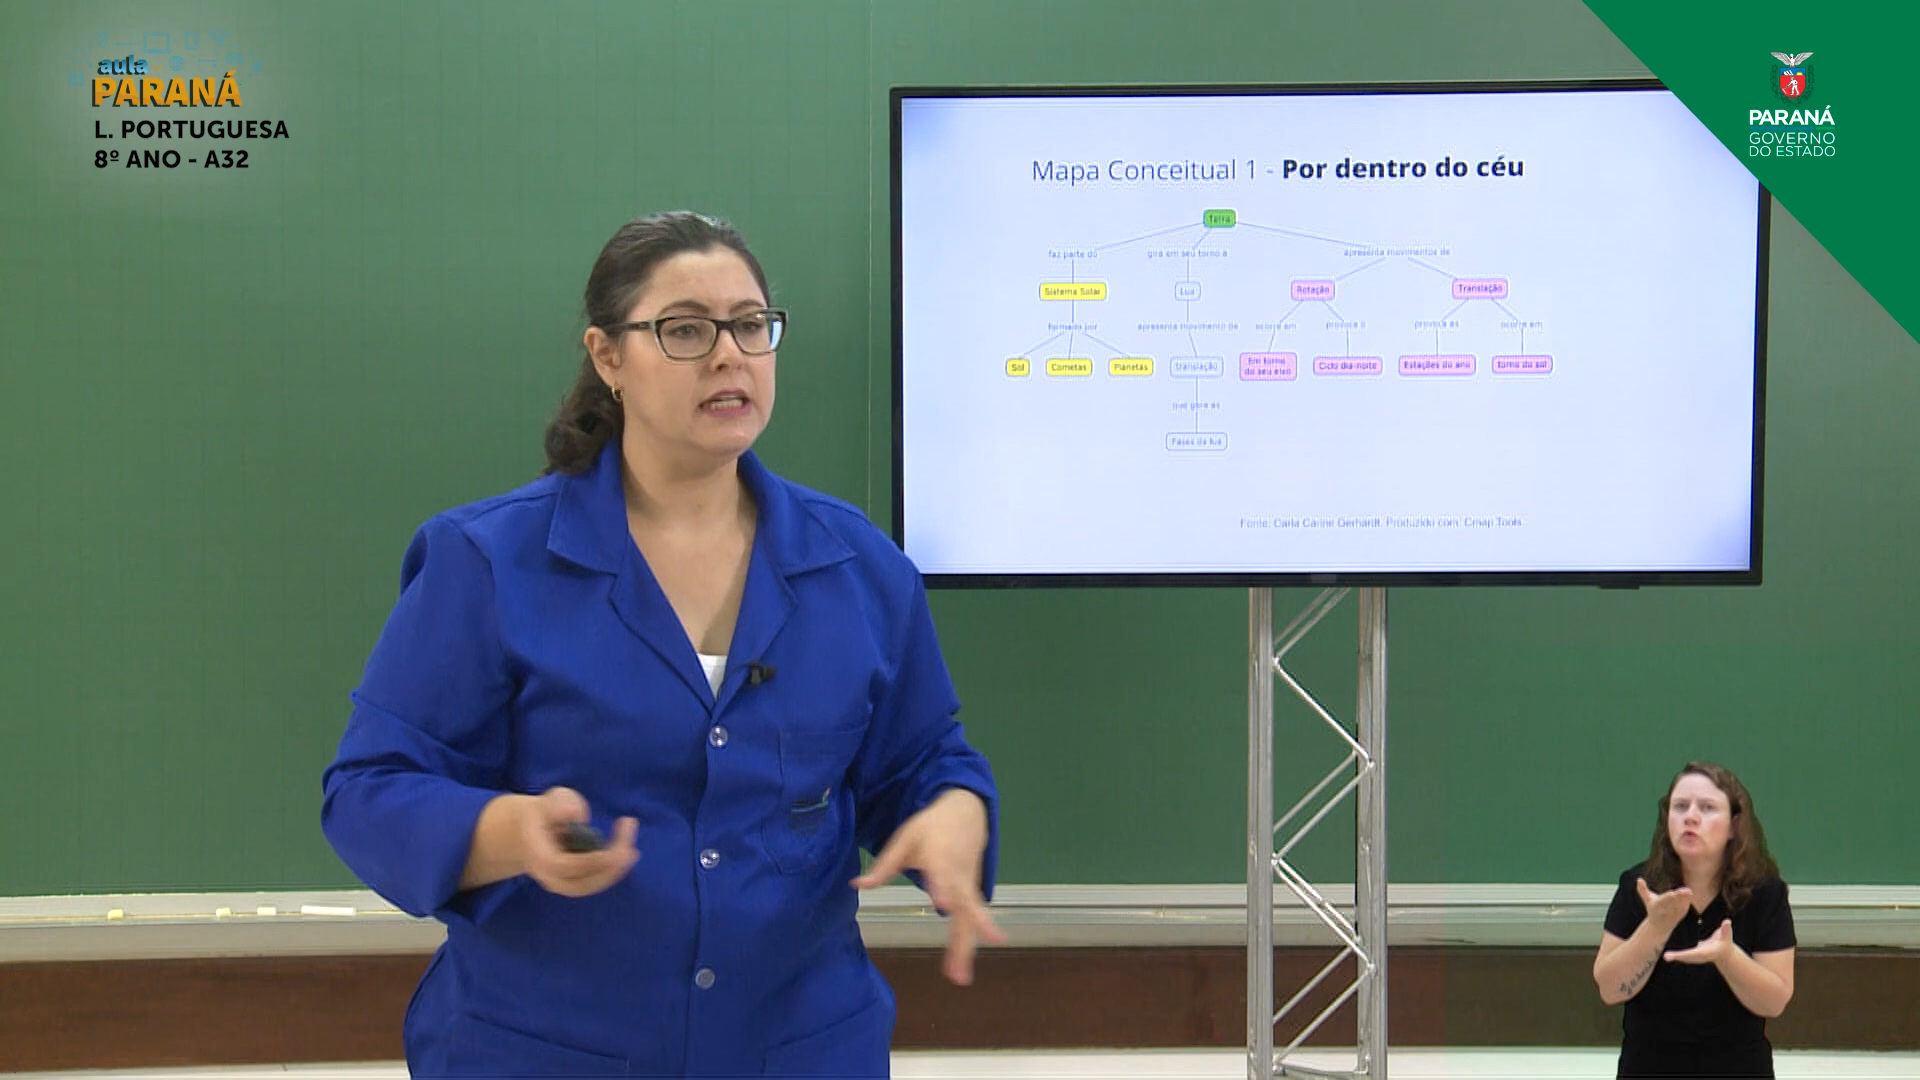 aula
PARANÁ
L. PORTUGUESA
8º ANO - A32
PARANÁ
GOVERNO
DO ESTADO
Mapa Conceitual 1 - Por dentro do céu
Terra
faz parte do
gira em seu torno a
apresenta movimentos de
Sistema Solar
Lua
Rotação
Translação
formado por
apresenta movimento de
ocorre em
provoca o
provoca as
ocorre em
Sol
Cometas
Planetas
translação
Em torno
do seu eixo
Ciclo dia-noite
Estações do ano
torno do sol
que gera as
Fases da lua
Fonte: Carla Carine Gerhardt. Produzido com: Cmap Tools.